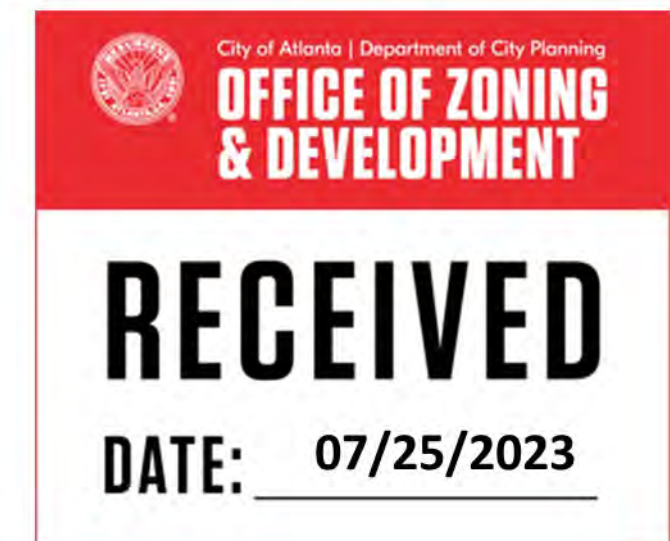 City of Atlanta | Department of City Planning
OFFICE OF ZONING
& DEVELOPMENT
RECEIVED
DATE: 07/25/2023